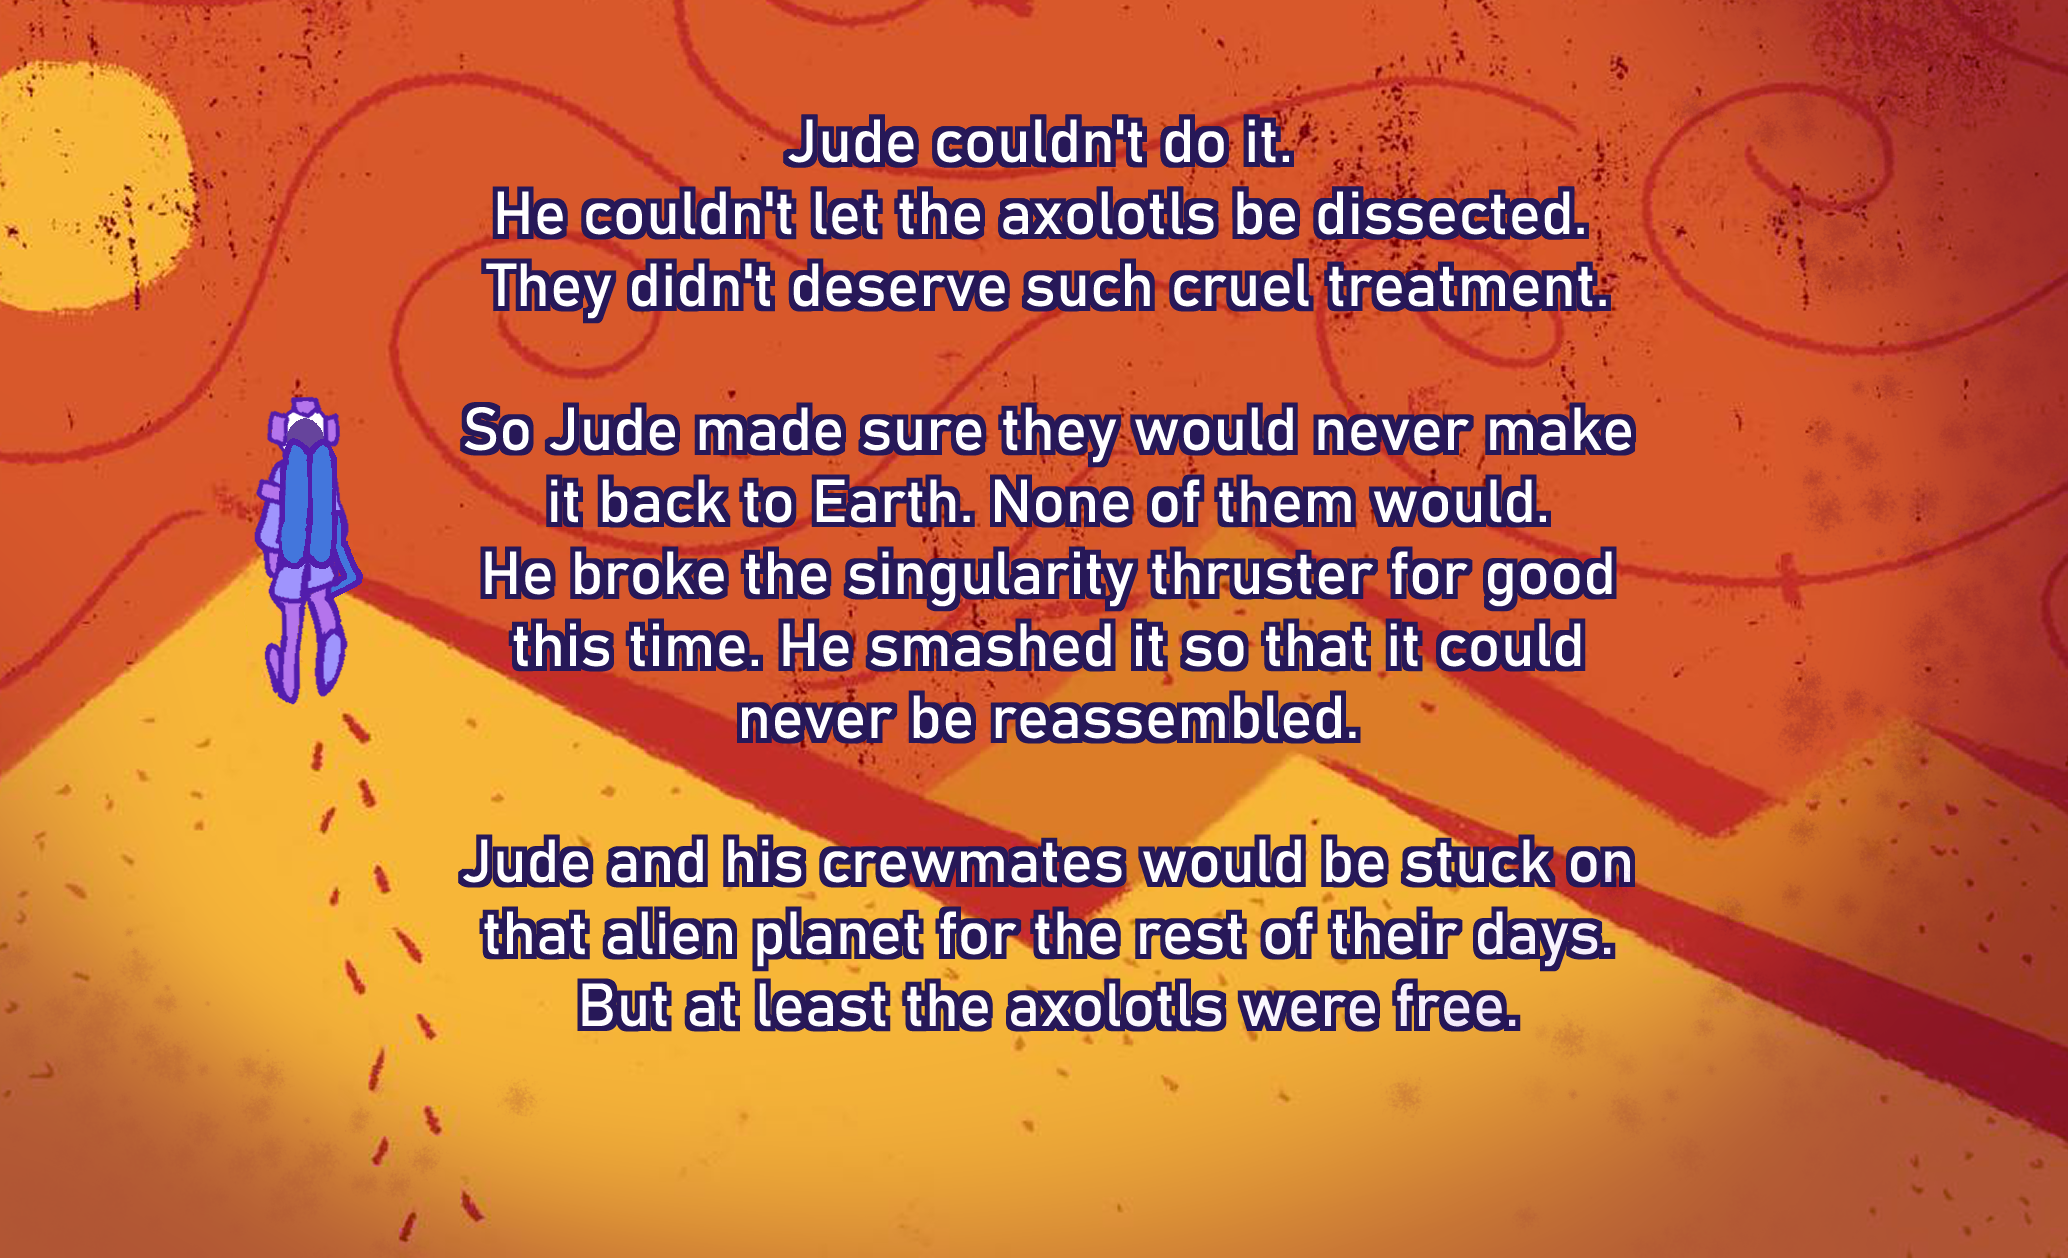 Jude couldn't do it.
He couldn't let the axolotls be dissected.
They didn't deserve such cruel treatment.
So Jude made sure they would never make
it back to Earth. None of them would.
He broke the singularity thruster for good
this time. He smashed it so that it could
never be reassembled.
Jude and his crewmates would be stuck on
that alien planet for the rest of their days.
But at least the axolotls were free.